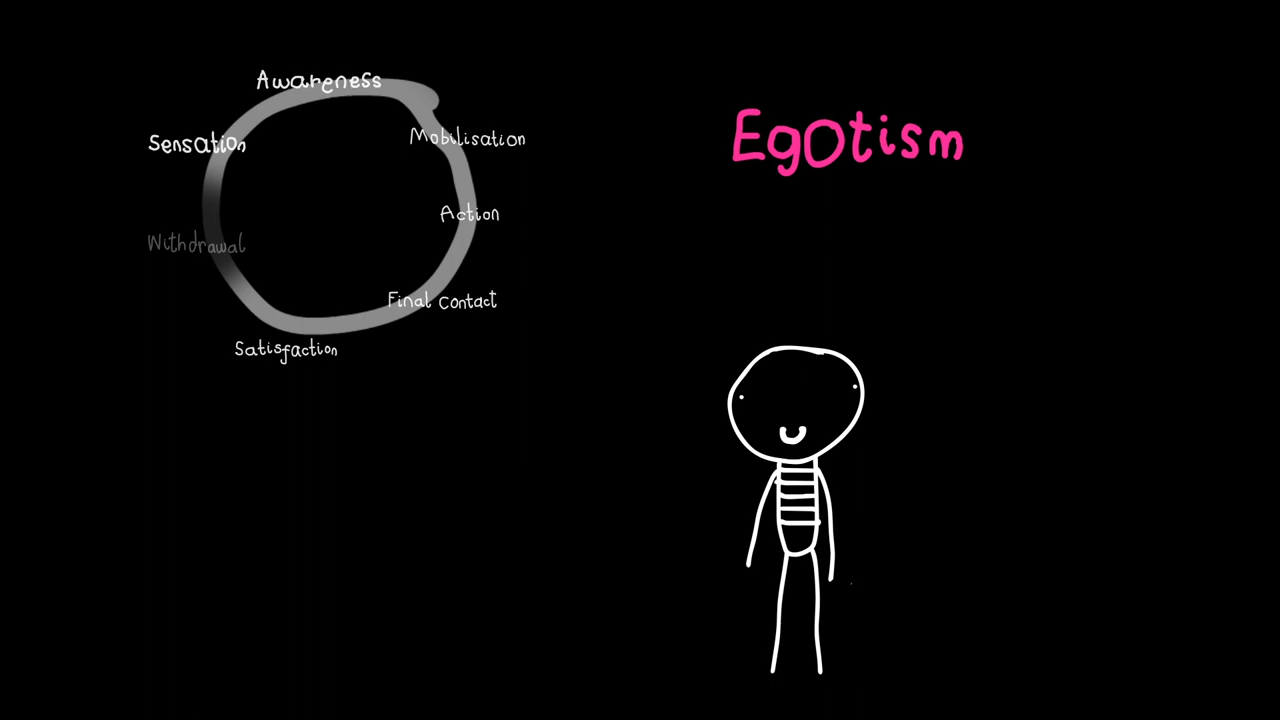 Awareness
Sensation
Mobilisation
Action
Withdrawal
Final Contact
Satisfaction
Egotism